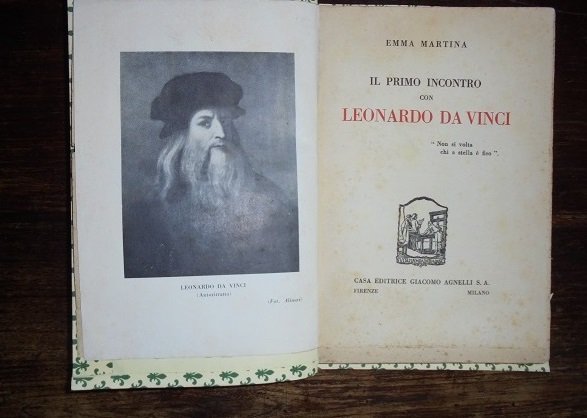 LEONARDO DA VINCI
(Autoritratto)
(Fot. Alinari)
EMMA MARTINA
IL PRIMO INCONTRO
CON
LEONARDO DA VINCI
" Non si volta
chi a stella è fiso ".
CASA EDITRICE GIACOMO AGNELLI S. A.
FIRENZE MILANO